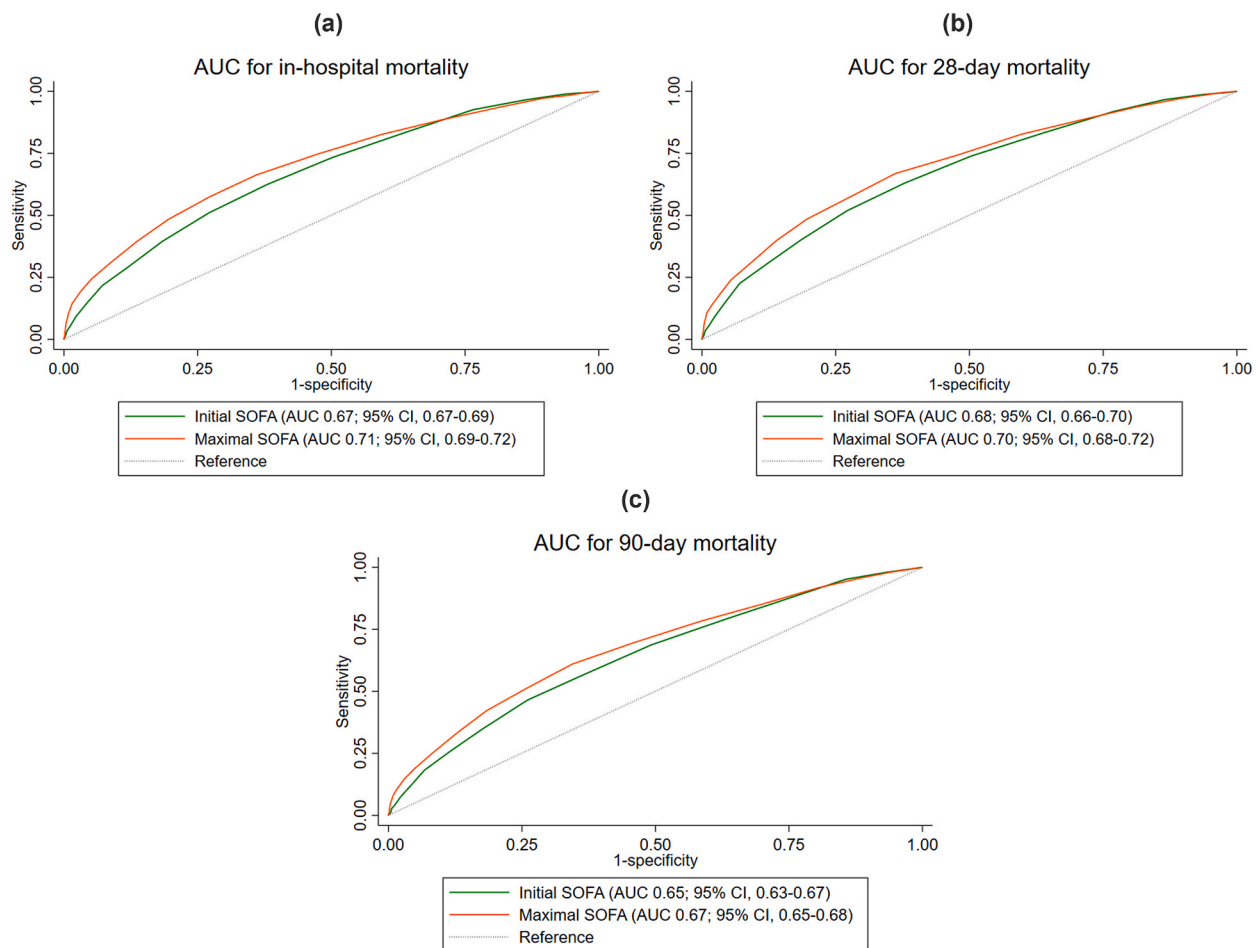 (a)
AUC for in-hospital mortality
Sensitivity
1.00
0.75
0.50
0.25
0.00
0.00 0.25 0.50 0.75 1.00
1-specificity
Initial SOFA (AUC 0.67; 95% CI, 0.67-0.69)
Maximal SOFA (AUC 0.71; 95% CI, 0.69-0.72)
Reference
(b)
AUC for 28-day mortality
Sensitivity
1.00
0.75
0.50
0.25
0.00
0.00 0.25 0.50 0.75 1.00
1-specificity
Initial SOFA (AUC 0.68; 95% CI, 0.66-0.70)
Maximal SOFA (AUC 0.70; 95% CI, 0.68-0.72)
Reference
(c)
AUC for 90-day mortality
Sensitivity
1.00
0.75
0.50
0.25
0.00
0.00 0.25 0.50 0.75 1.00
1-specificity
Initial SOFA (AUC 0.65; 95% CI, 0.63-0.67)
Maximal SOFA (AUC 0.67; 95% CI, 0.65-0.68)
Reference